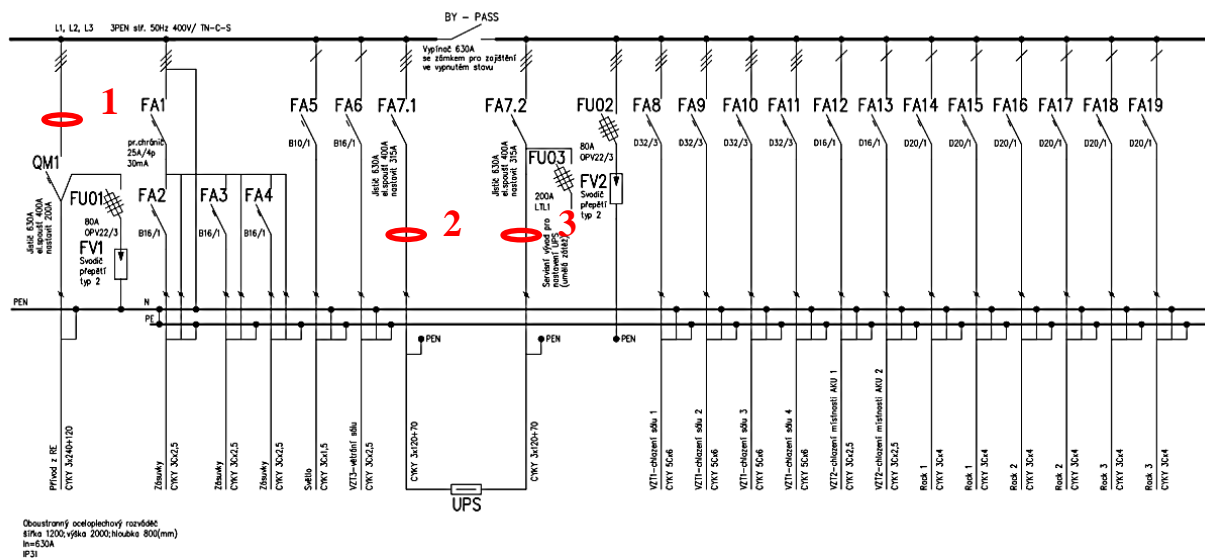 L1, L2, L3 3PEN stř. 50Hz 400V/ TN-C-S
BY - PASS
Vypínač 630A
se zámkem pro zajištění
ve vypnutém stavu
1
QM1
Jistič 630A
el.spoušť 400A
nastavit 200A
FU01
80A
OPV22/3
FV1
Svodič
přepětí
typ 2
FA1
pr.chránič
25A/4p
30mA
FA2
B16/1
FA3
B16/1
FA4
B16/1
FA5
B10/1
FA6
B16/1
FA7.1
Jistič 630A
el.spoušť 400A
nastavit 315A
2
FA7.2
Jistič 630A
el.spoušť 400A
nastavit 315A
FU03
200A
LTL1
3
Servisní vývod pro
nastavení UPS
(umělá zátěž)
FU02
80A
OPV22/3
FV2
Svodič
přepětí
typ 2
FA8
D32/3
FA9
D32/3
FA10
D32/3
FA11
D32/3
FA12
D16/1
FA13
D16/1
FA14
D20/1
FA15
D20/1
FA16
D20/1
FA17
D20/1
FA18
D20/1
FA19
D20/1
PEN
N
PE
PEN
PEN
PEN
Přívod z RE
CYKY 3x240+120
Zásuvky
CYKY 3Cx2,5
Zásuvky
CYKY 3Cx2,5
Zásuvky
CYKY 3Cx2,5
Světlo
CYKY 3Cx1,5
VZT3-větrání sálu
CYKY 3Cx2,5
CYKY 3x120+70
UPS
CYKY 3x120+70
VZT1-chlazení sálu 1
CYKY 5Cx6
VZT1-chlazení sálu 2
CYKY 5Cx6
VZT1-chlazení sálu 3
CYKY 5Cx6
VZT1-chlazení sálu 4
CYKY 5Cx6
VZT2-chlazení místnosti AKU 1
CYKY 3Cx2,5
VZT2-chlazení místnosti AKU 2
CYKY 3Cx2,5
Rack 1
CYKY 3Cx4
Rack 1
CYKY 3Cx4
Rack 2
CYKY 3Cx4
Rack 2
CYKY 3Cx4
Rack 3
CYKY 3Cx4
Rack 3
CYKY 3Cx4
Oboustranný oceloplechový rozváděč
šířka 1200;výška 2000;hloubka 800(mm)
In=630A
IP31